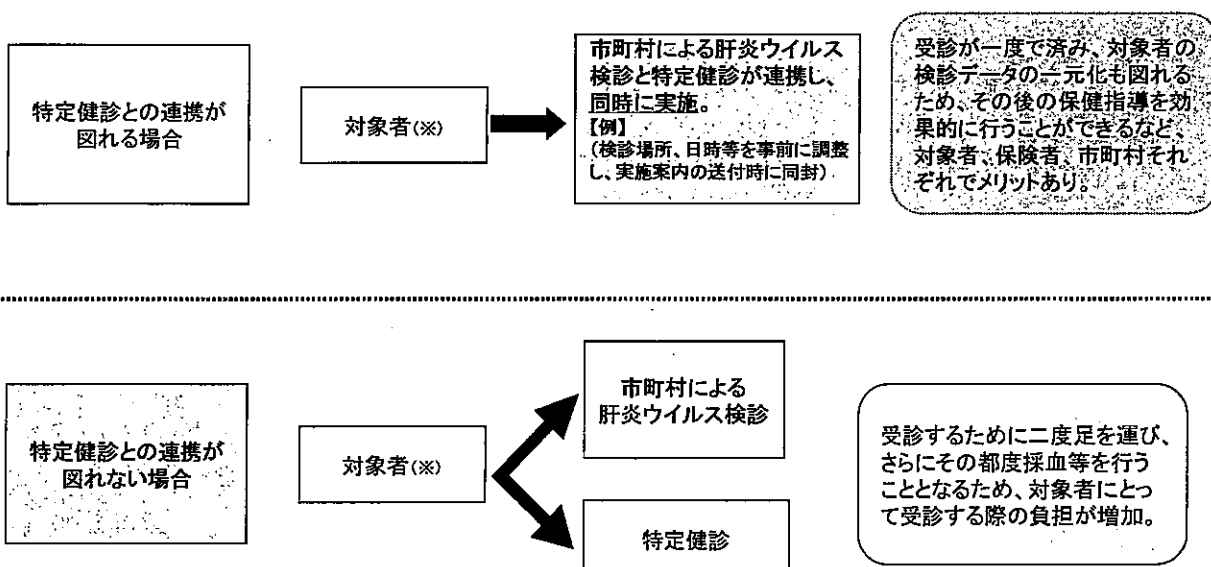 特定健診との連携が
図れる場合
対象者(※)
市町村による肝炎ウイルス
検診と特定健診が連携し、
同時に実施。
【例】
(検診場所、日時等を事前に調整
し、実施案内の送付時に同封)
受診が一度で済み、対象者の
検診データの一元化も図れる
ため、その後の保健指導を効
果的に行うことができるなど、
対象者、保険者、市町村それ
ぞれでメリットあり。
特定健診との連携が
図れない場合
対象者(※)
市町村による
肝炎ウイルス検診
特定健診
受診するために二度足を運び、
さらにその都度採血等を行う
こととなるため、対象者にとっ
て受診する際の負担が増加。